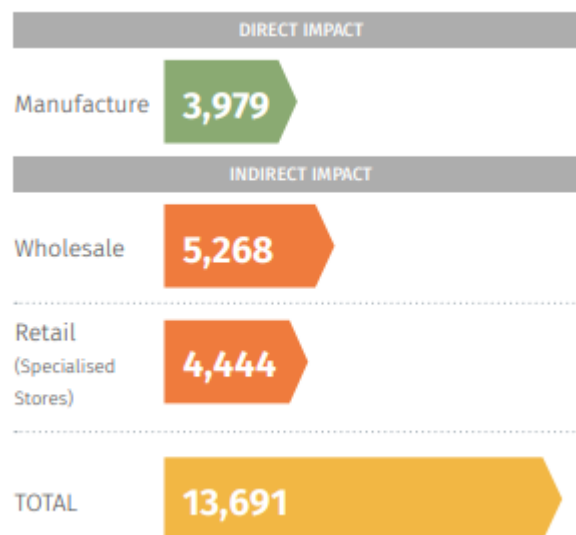 DIRECT IMPACT
Manufacture 3,979
INDIRECT IMPACT
Wholesale 5,268
Retail
(Specialised 4,444
Stores)
TOTAL 13,691